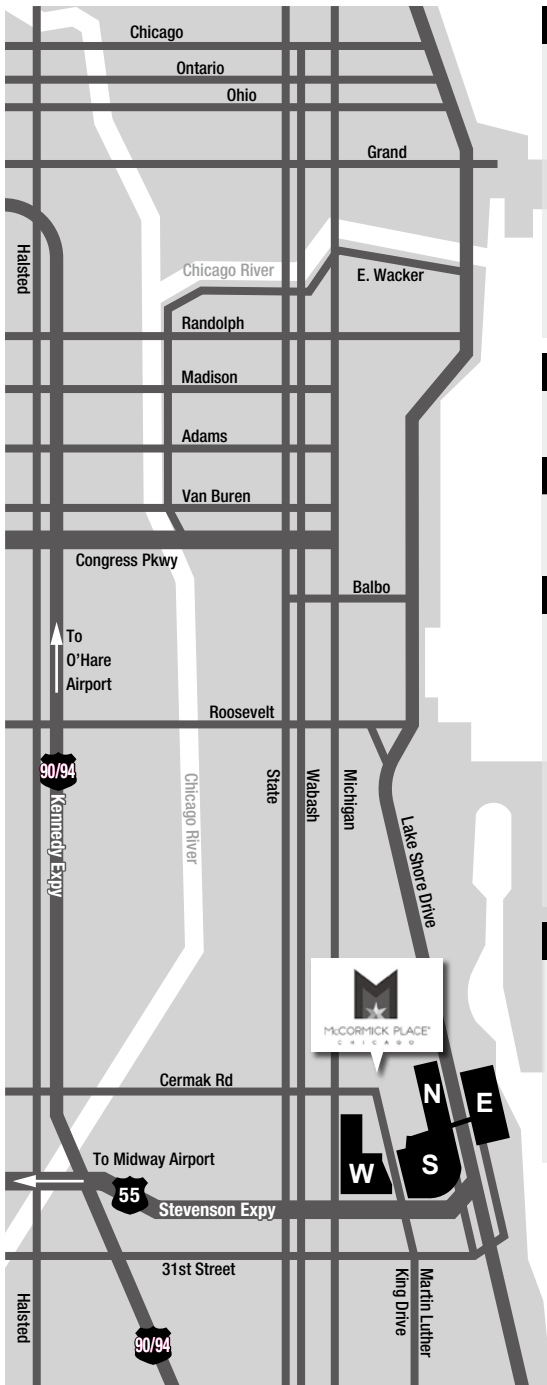 Chicago
Ontario
Ohio
Grand
Halsted
Chicago River
E. Wacker
Randolph
Madison
Adams
Van Buren
Congress Pkwy
Balbo
To
O'Hare
Airport
Roosevelt
90/94
Kennedy Expy
Chicago River
State
Wabash
Michigan
Lake Shore Drive
McCORMICK PLACE®
CHICAGO
Cermak Rd
N
E
W
S
To Midway Airport
55
Stevenson Expy
31st Street
Halsted
90/94
Martin Luther
King Drive